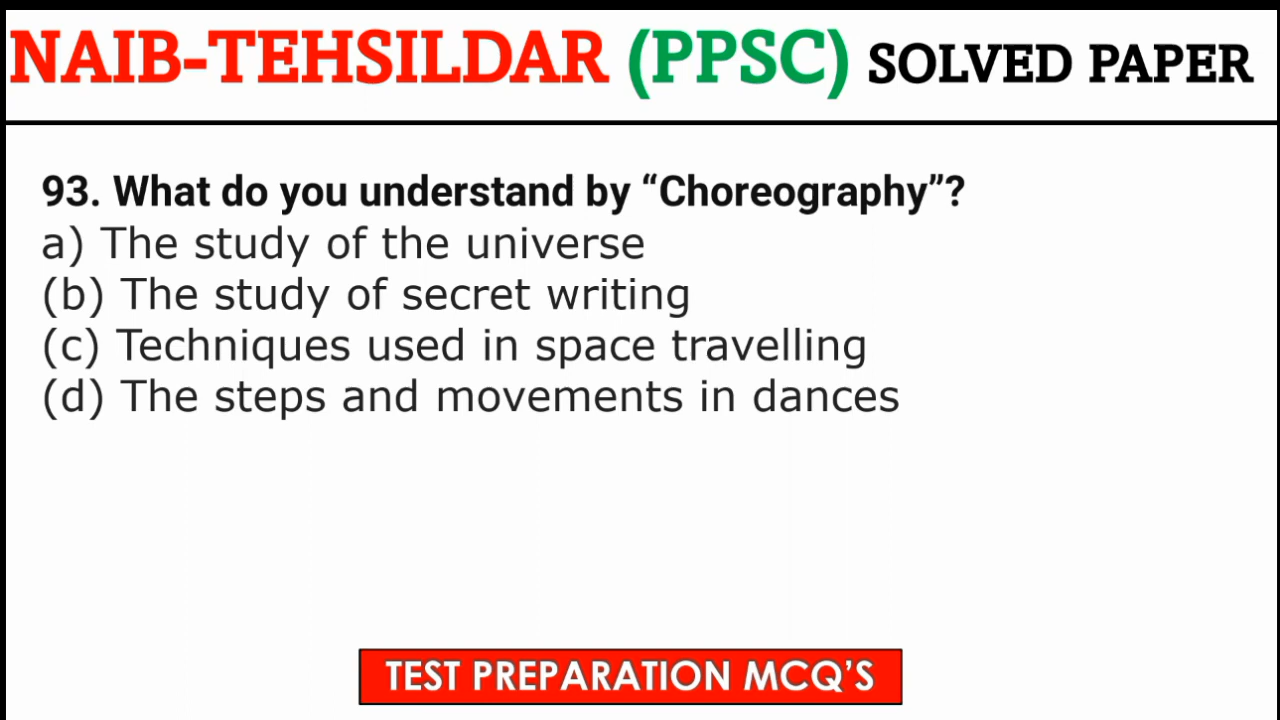 NAIB-TEHSILDAR (PPSC) SOLVED PAPER
93. What do you understand by “Choreography”?
a) The study of the universe
(b) The study of secret writing
(c) Techniques used in space travelling
(d) The steps and movements in dances
TEST PREPARATION MCQ’S